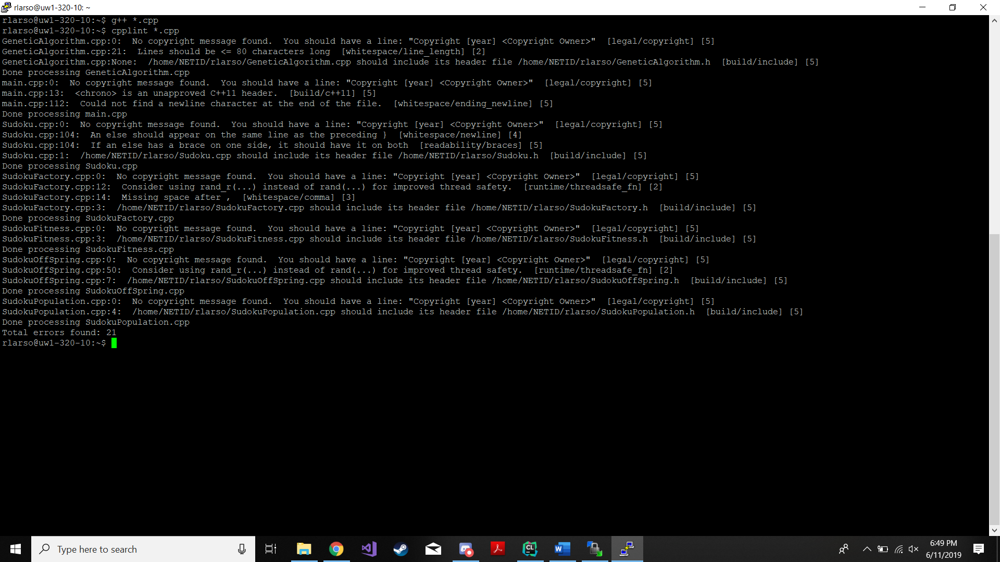 rlarso@uw1-320-10: ~
rlarso@uw1-320-10:~$ g++ *.cpp
rlarso@uw1-320-10:~$ cpplint *.cpp
GeneticAlgorithm.cpp:0:  No copyright message found.  You should have a line: "Copyright [year] <Copyright Owner>"  [legal/copyright] [5]
GeneticAlgorithm.cpp:21:  Lines should be <= 80 characters long  [whitespace/line_length] [2]
GeneticAlgorithm.cpp:None:  /home/NETID/rlarso/GeneticAlgorithm.cpp should include its header file /home/NETID/rlarso/GeneticAlgorithm.h  [build/include] [5]
Done processing GeneticAlgorithm.cpp
main.cpp:0:  No copyright message found.  You should have a line: "Copyright [year] <Copyright Owner>"  [legal/copyright] [5]
main.cpp:13:  <chrono> is an unapproved C++11 header.  [build/c++11] [5]
main.cpp:112:  Could not find a newline character at the end of the file.  [whitespace/ending_newline] [5]
Done processing main.cpp
Sudoku.cpp:0:  No copyright message found.  You should have a line: "Copyright [year] <Copyright Owner>"  [legal/copyright] [5]
Sudoku.cpp:104:  An else should appear on the same line as the preceding }  [whitespace/newline] [4]
Sudoku.cpp:104:  If an else has a brace on one side, it should have it on both  [readability/braces] [5]
Sudoku.cpp:1:  /home/NETID/rlarso/Sudoku.cpp should include its header file /home/NETID/rlarso/Sudoku.h  [build/include] [5]
Done processing Sudoku.cpp
SudokuFactory.cpp:0:  No copyright message found.  You should have a line: "Copyright [year] <Copyright Owner>"  [legal/copyright] [5]
SudokuFactory.cpp:12:  Consider using rand_r(...) instead of rand(...) for improved thread safety.  [runtime/threadsafe_fn] [2]
SudokuFactory.cpp:14:  Missing space after ,  [whitespace/comma] [3]
SudokuFactory.cpp:3:  /home/NETID/rlarso/SudokuFactory.cpp should include its header file /home/NETID/rlarso/SudokuFactory.h  [build/include] [5]
Done processing SudokuFactory.cpp
SudokuFitness.cpp:0:  No copyright message found.  You should have a line: "Copyright [year] <Copyright Owner>"  [legal/copyright] [5]
SudokuFitness.cpp:3:  /home/NETID/rlarso/SudokuFitness.cpp should include its header file /home/NETID/rlarso/SudokuFitness.h  [build/include] [5]
Done processing SudokuFitness.cpp
SudokuOffSpring.cpp:0:  No copyright message found.  You should have a line: "Copyright [year] <Copyright Owner>"  [legal/copyright] [5]
SudokuOffSpring.cpp:50:  Consider using rand_r(...) instead of rand(...) for improved thread safety.  [runtime/threadsafe_fn] [2]
SudokuOffSpring.cpp:7:  /home/NETID/rlarso/SudokuOffSpring.cpp should include its header file /home/NETID/rlarso/SudokuOffSpring.h  [build/include] [5]
Done processing SudokuOffSpring.cpp
SudokuPopulation.cpp:0:  No copyright message found.  You should have a line: "Copyright [year] <Copyright Owner>"  [legal/copyright] [5]
SudokuPopulation.cpp:4:  /home/NETID/rlarso/SudokuPopulation.cpp should include its header file /home/NETID/rlarso/SudokuPopulation.h  [build/include] [5]
Done processing SudokuPopulation.cpp
Total errors found: 21
rlarso@uw1-320-10:~$
Type here to search
CL
W
6:49 PM
6/11/2019